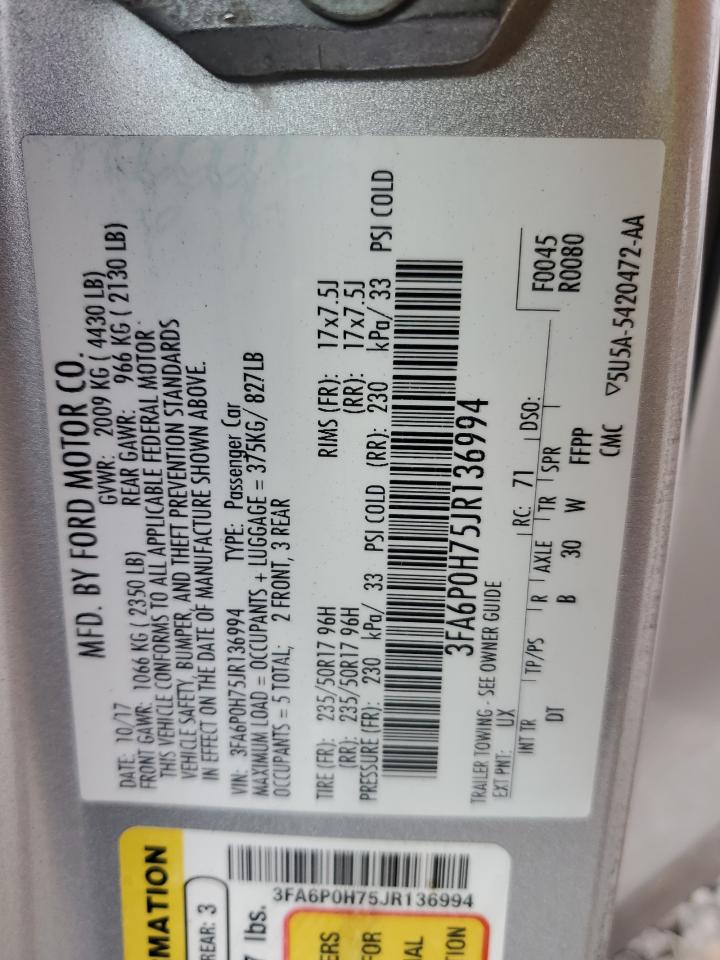 MFD. BY FORD MOTOR CO.
DATE: 10/17 GVWR: 2009 KG ( 4430 LB)
FRONT GAWR: 1066 KG ( 2350 LB) REAR GAWR: 966 KG ( 2130 LB)
THIS VEHICLE CONFORMS TO ALL APPLICABLE FEDERAL MOTOR
VEHICLE SAFETY, BUMPER, AND THEFT PREVENTION STANDARDS
IN EFFECT ON THE DATE OF MANUFACTURE SHOWN ABOVE.
VIN: 3FA6P0H75JR136994 TYPE: Passenger Car
MAXIMUM LOAD = OCCUPANTS + LUGGAGE = 375KG/ 827LB
OCCUPANTS = 5 TOTAL; 2 FRONT, 3 REAR
TIRE (FR): 235/50R17 96H RIMS (FR): 17x7.5J
(RR): 235/50R17 96H (RR): 17x7.5J
PRESSURE (FR): 230 kPa/ 33 PSI COLD (RR): 230 kPa/ 33 PSI COLD
3FA6P0H75JR136994
TRAILER TOWING - SEE OWNER GUIDE
EXT PNT: UX RC: 71 DSO:
INT TR TP/PS R AXLE TR SPR F0045
DT B 30 W FFPP R0080
CMC ▽5U5A-5420472-AA
MATION
REAR: 3
7 lbs.
3FA6P0H75JR136994
ERS
FOR
AL
TION